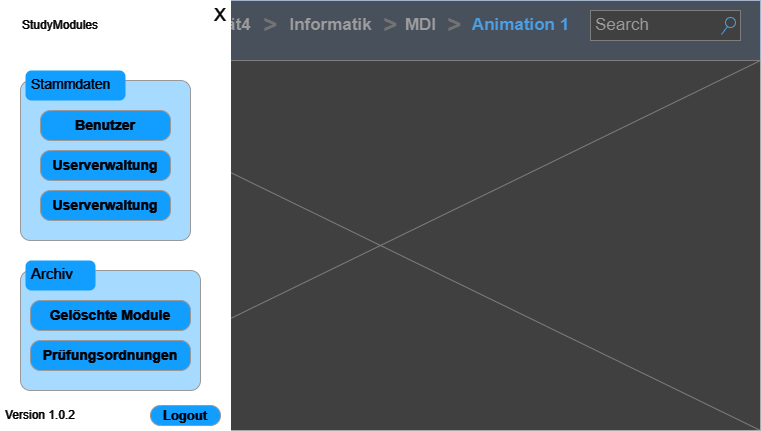 StudyModules
X
ät4 > Informatik > MDI > Animation 1
Search
Stammdaten
Benutzer
Userverwaltung
Userverwaltung
Archiv
Gelöschte Module
Prüfungsordnungen
Version 1.0.2
Logout